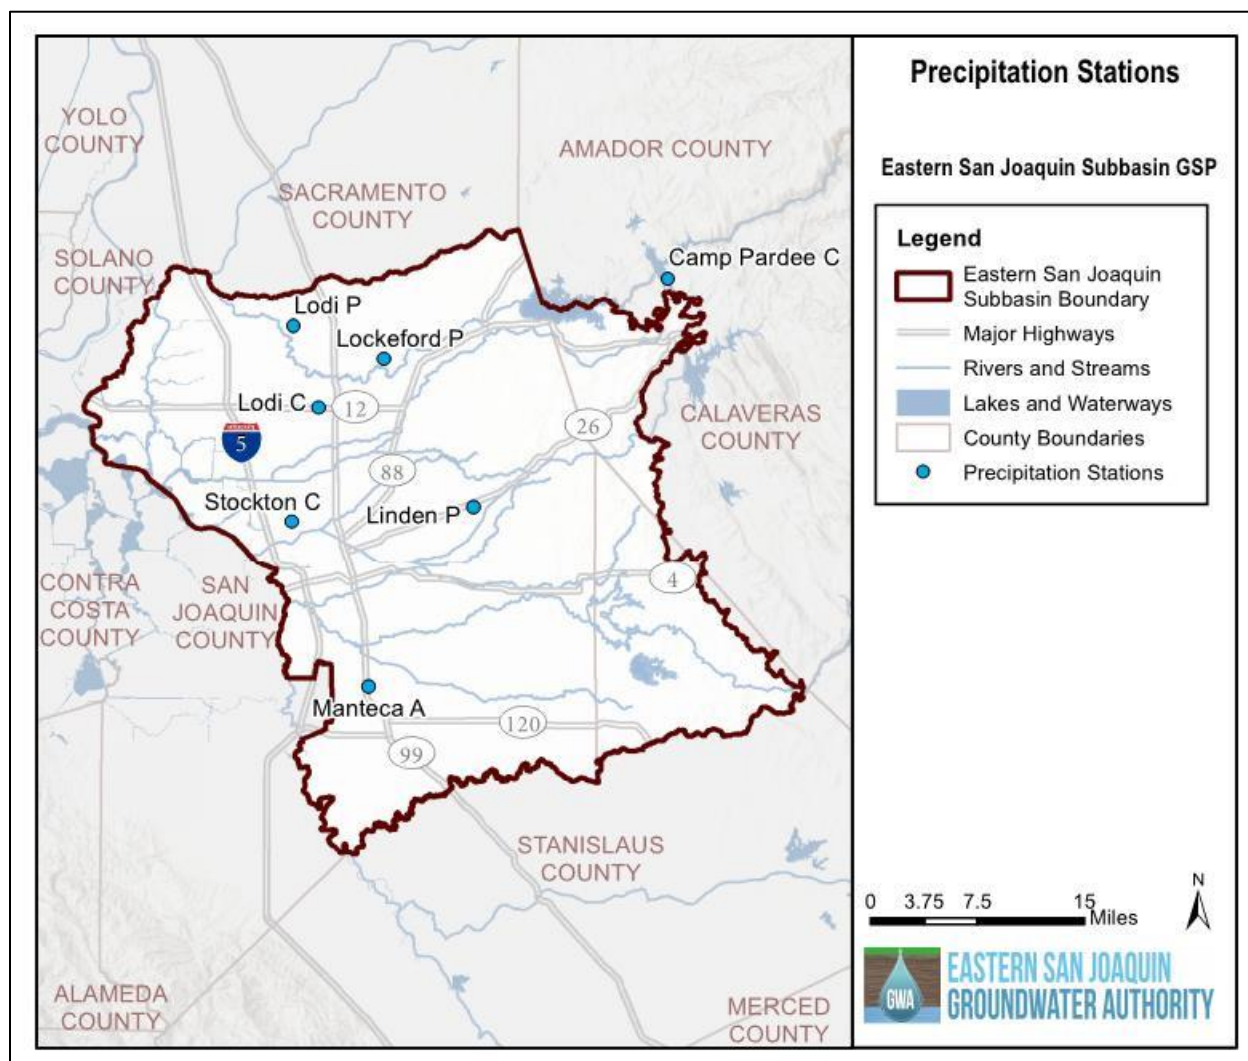 Precipitation Stations
Eastern San Joaquin Subbasin GSP
Legend
Eastern San Joaquin
Subbasin Boundary
Major Highways
Rivers and Streams
Lakes and Waterways
County Boundaries
Precipitation Stations
YOLO
COUNTY
AMADOR COUNTY
SACRAMENTO
COUNTY
SOLANO
COUNTY
Camp Pardee C
Lodi P
Lockeford P
Lodi C
12
CALAVERAS
COUNTY
26
5
88
Stockton C
Linden P
4
CONTRA
COSTA
COUNTY
SAN
JOAQUIN
COUNTY
Manteca A
120
99
STANISLAUS
COUNTY
ALAMEDA
COUNTY
MERCED
COUNTY
N
0 3.75 7.5 15
Miles
GWA
EASTERN SAN JOAQUIN
GROUNDWATER AUTHORITY